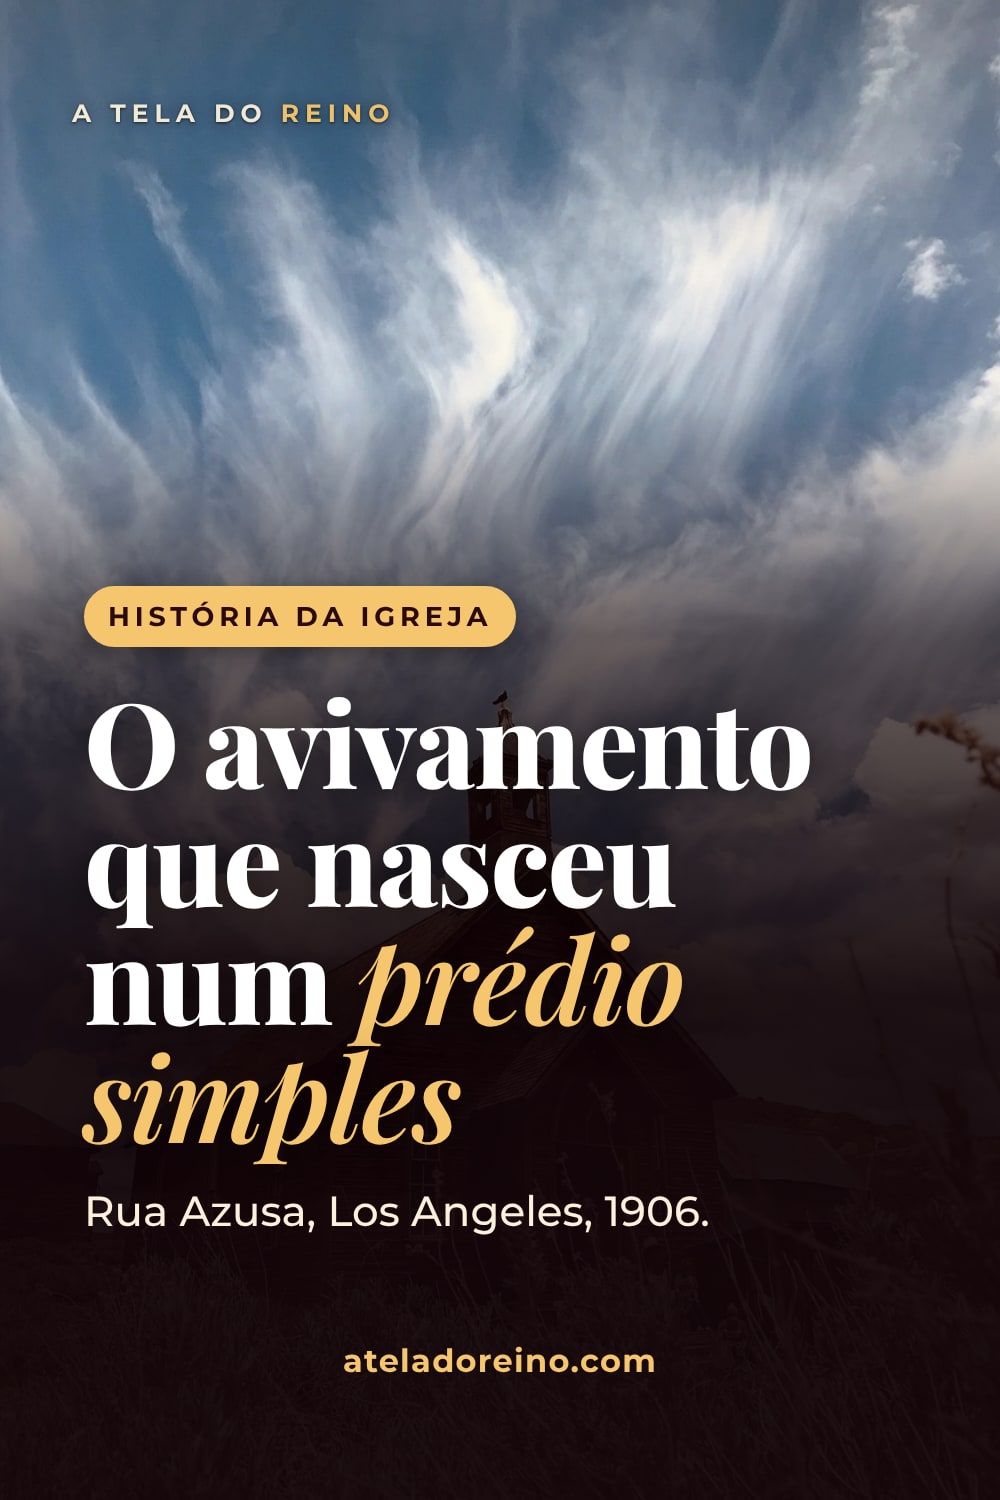 A TELA DO REINO
HISTÓRIA DA IGREJA
O avivamento
que nasceu
num prédio
simples
Rua Azusa, Los Angeles, 1906.
ateladoreino.com